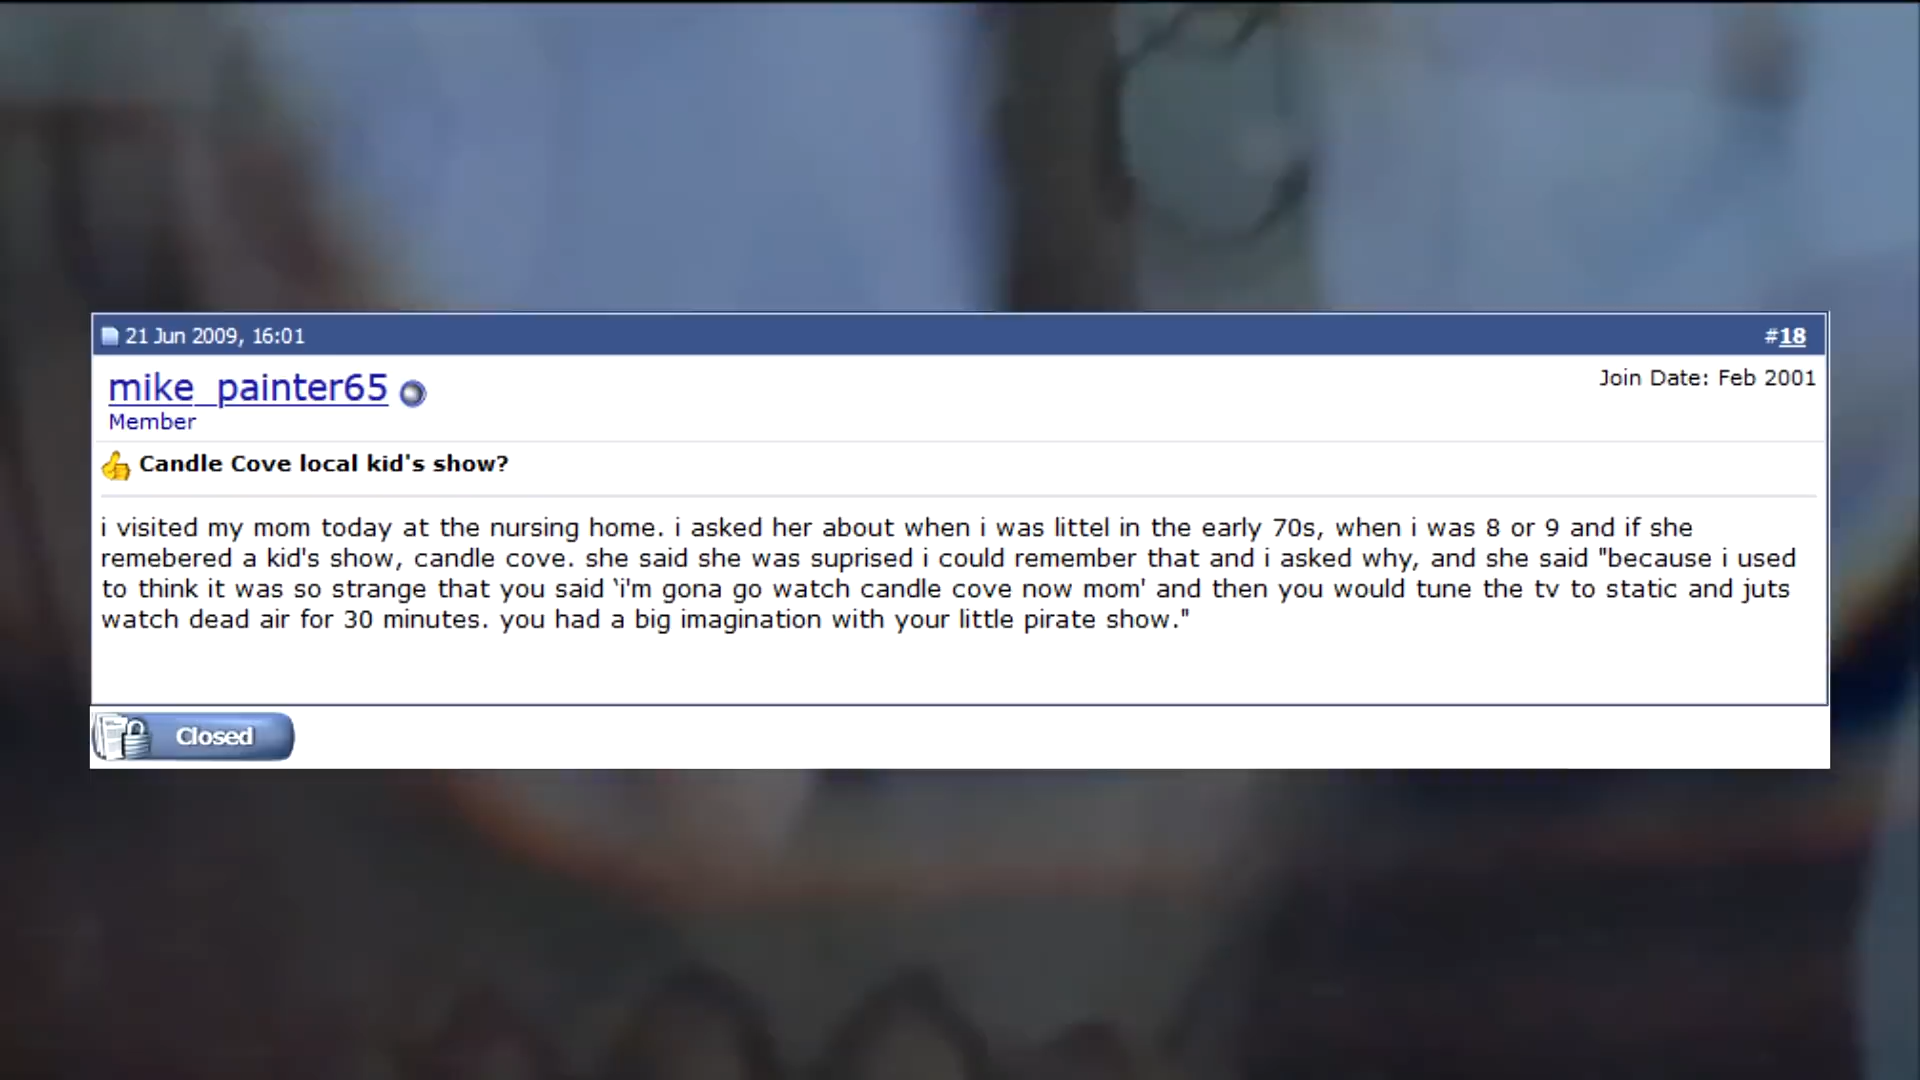 21 Jun 2009, 16:01 #18
mike_painter65
Join Date: Feb 2001
Member
Candle Cove local kid's show?
i visited my mom today at the nursing home. i asked her about when i was littel in the early 70s, when i was 8 or 9 and if she
remebered a kid's show, candle cove. she said she was suprised i could remember that and i asked why, and she said "because i used
to think it was so strange that you said 'i'm gona go watch candle cove now mom' and then you would tune the tv to static and juts
watch dead air for 30 minutes. you had a big imagination with your little pirate show."
Closed